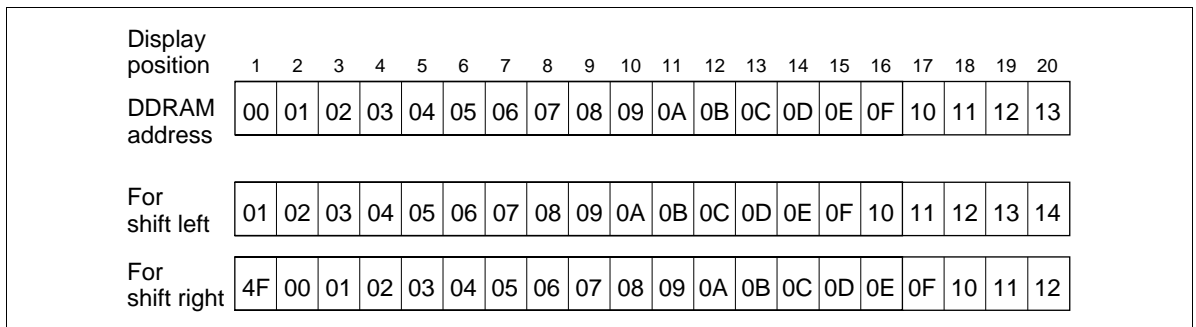 Display
position 1 2 3 4 5 6 7 8 9 10 11 12 13 14 15 16 17 18 19 20
DDRAM
address 00 01 02 03 04 05 06 07 08 09 0A 0B 0C 0D 0E 0F 10 11 12 13
For
shift left 01 02 03 04 05 06 07 08 09 0A 0B 0C 0D 0E 0F 10 11 12 13 14
For
shift right 4F 00 01 02 03 04 05 06 07 08 09 0A 0B 0C 0D 0E 0F 10 11 12